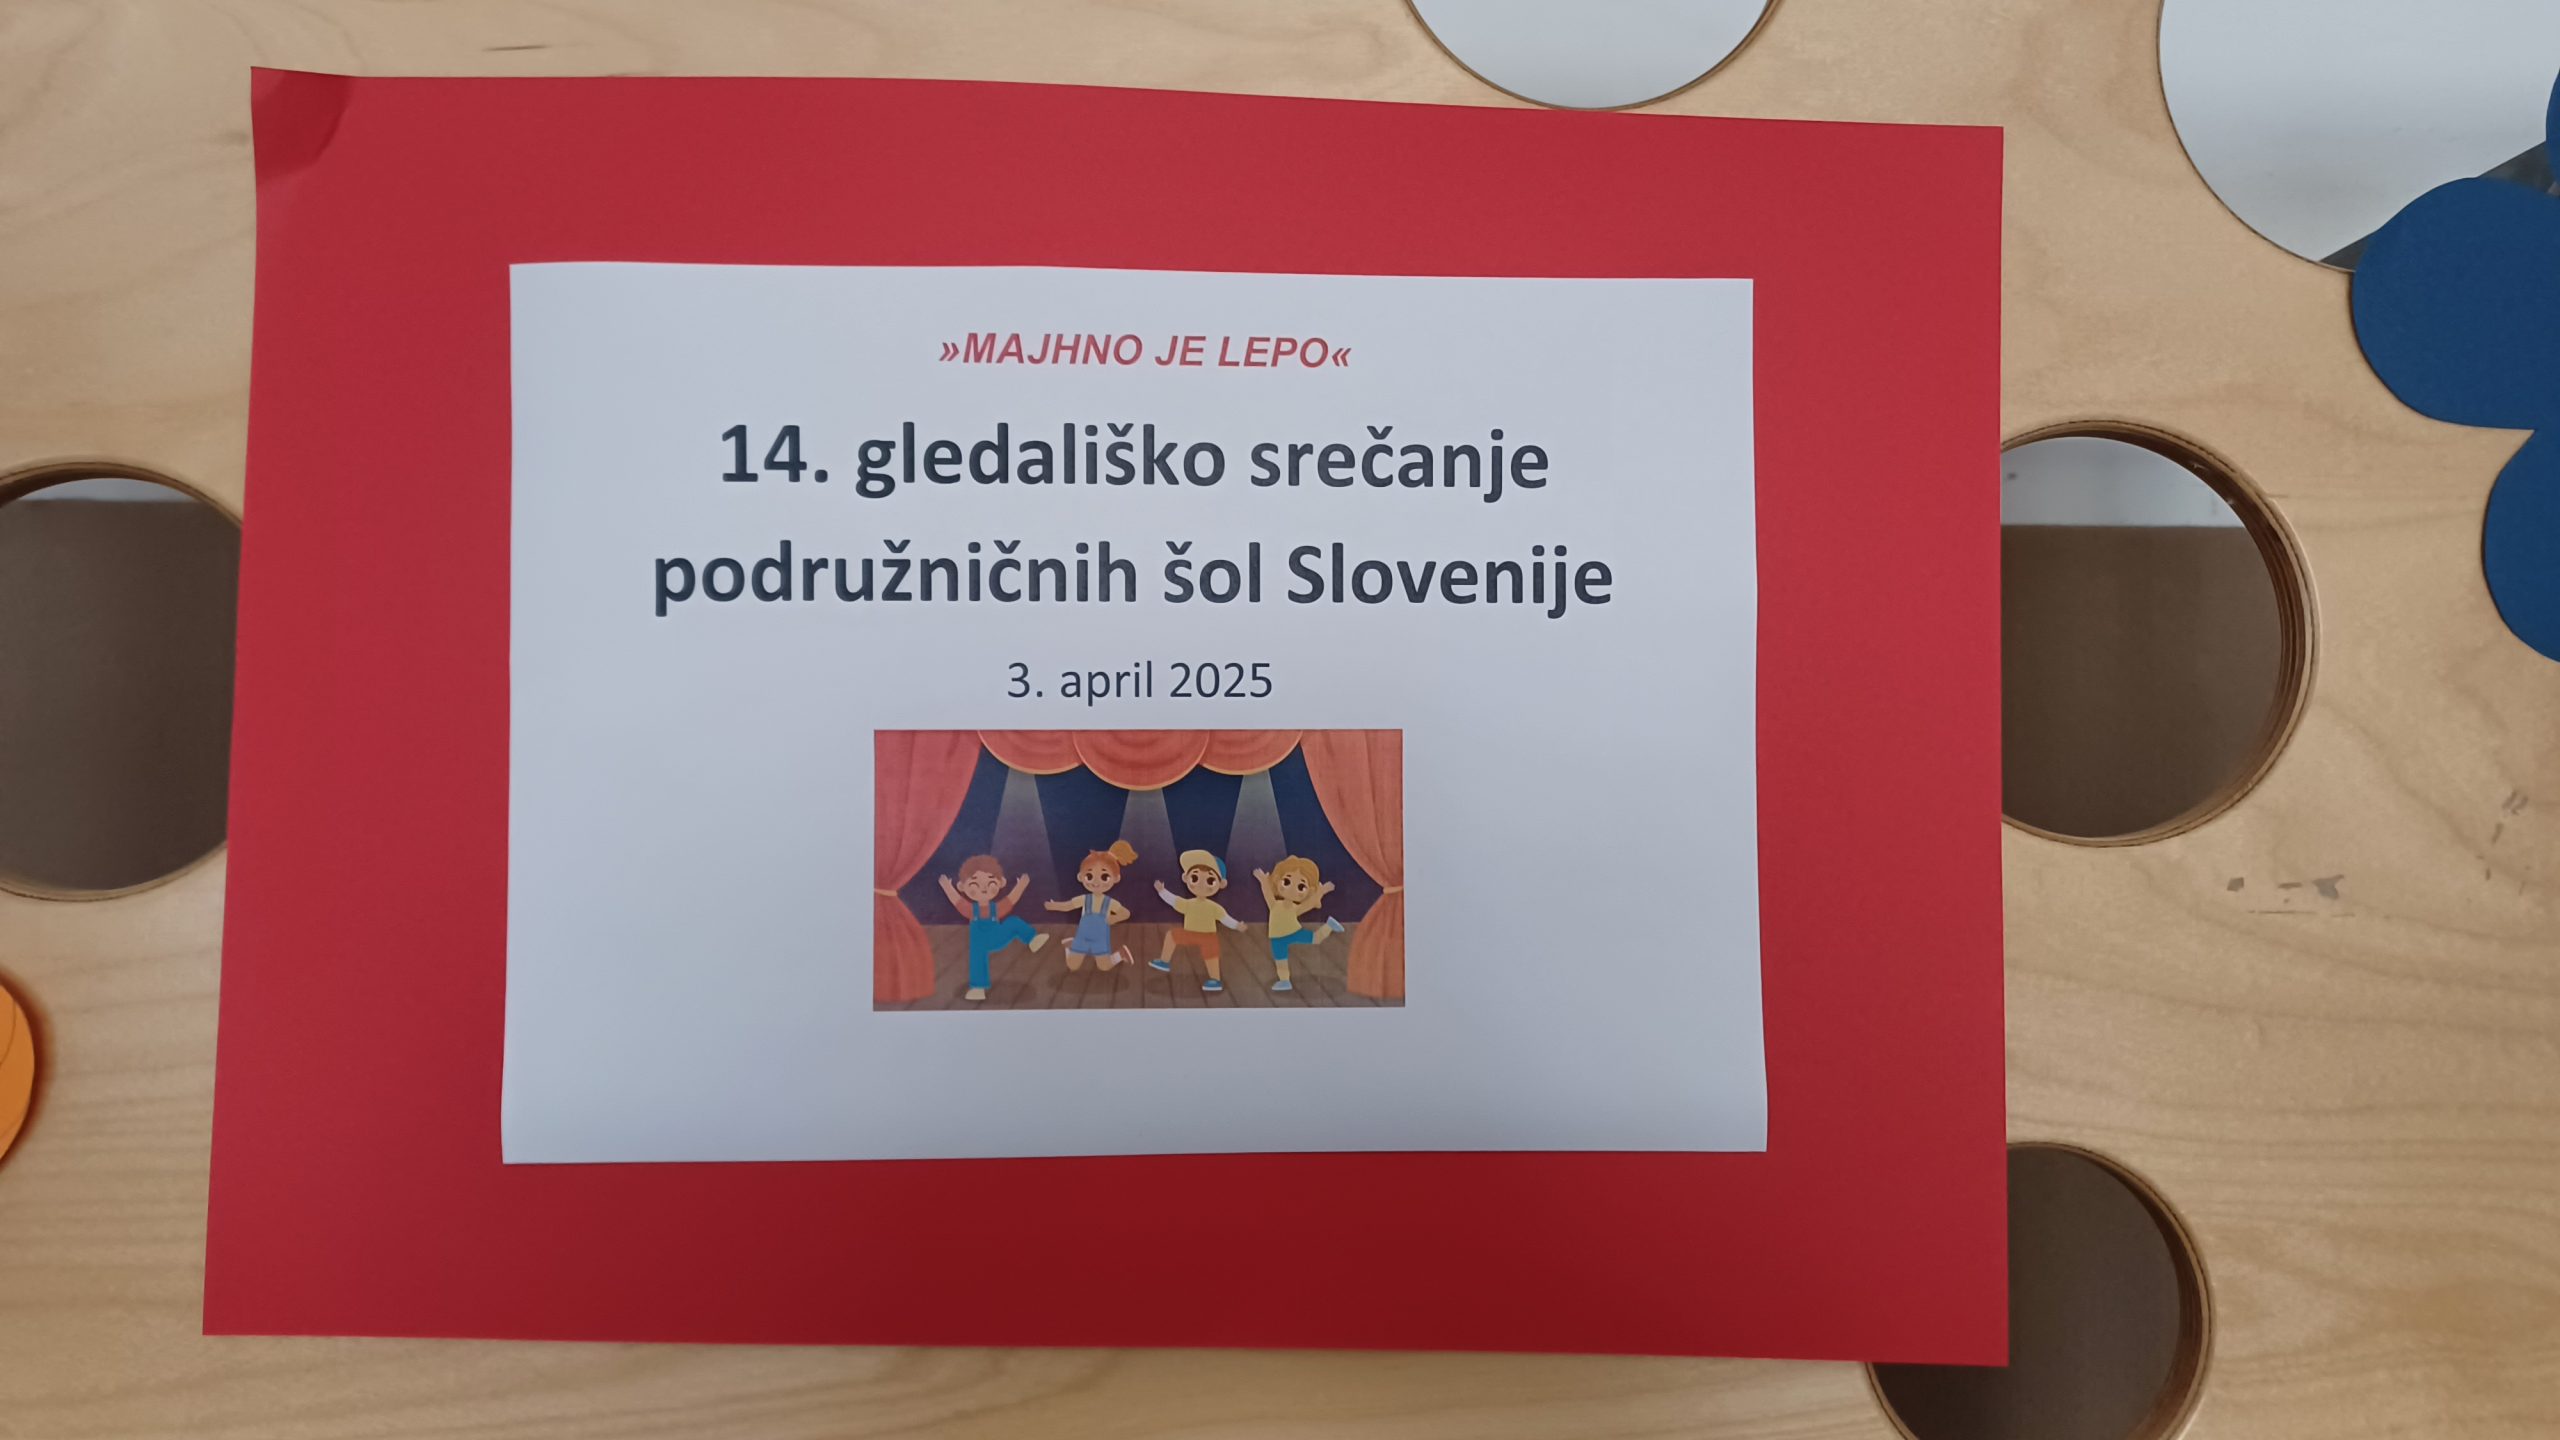 »MAJHNO JE LEPO«
14. gledališko srečanje
podružničnih šol Slovenije
3. april 2025